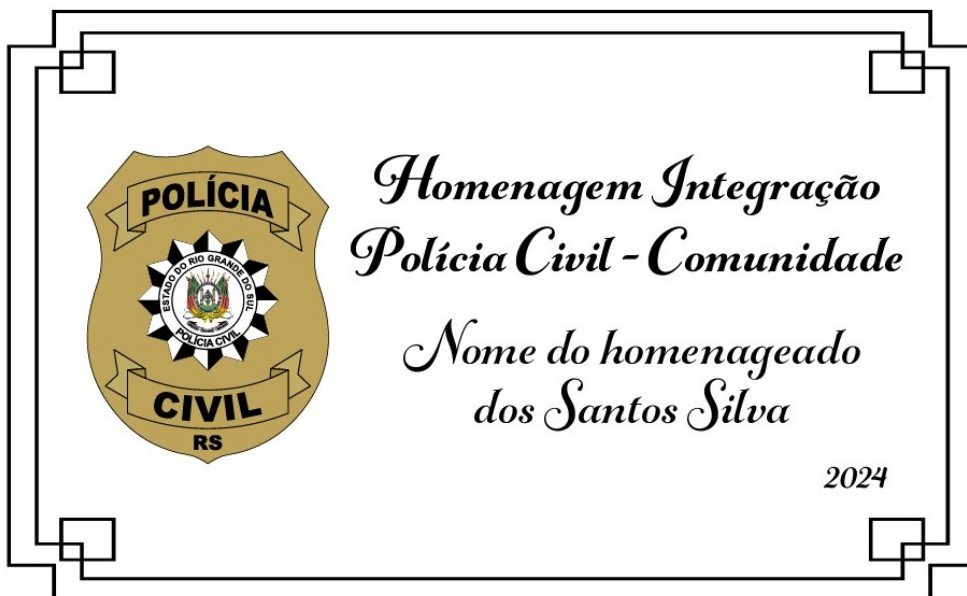 POLÍCIA
ESTADO DO RIO GRANDE DO SUL
POLÍCIA CIVIL
CIVIL
RS
Homenagem Integração
Polícia Civil - Comunidade
Nome do homenageado
dos Santos Silva
2024